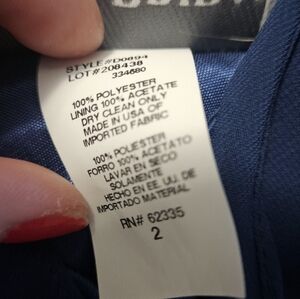 STYLE#D0894
LOT#208438
334680
100% POLYESTER
LINING 100% ACETATE
DRY CLEAN ONLY
MADE IN USA OF
IMPORTED FABRIC
100% POLIESTER
FORRO 100% ACETATO
LAVAR EN SECO
SOLAMENTE
HECHO EN EE. UU. DE
IMPORTADO MATERIAL
RN# 62335
2